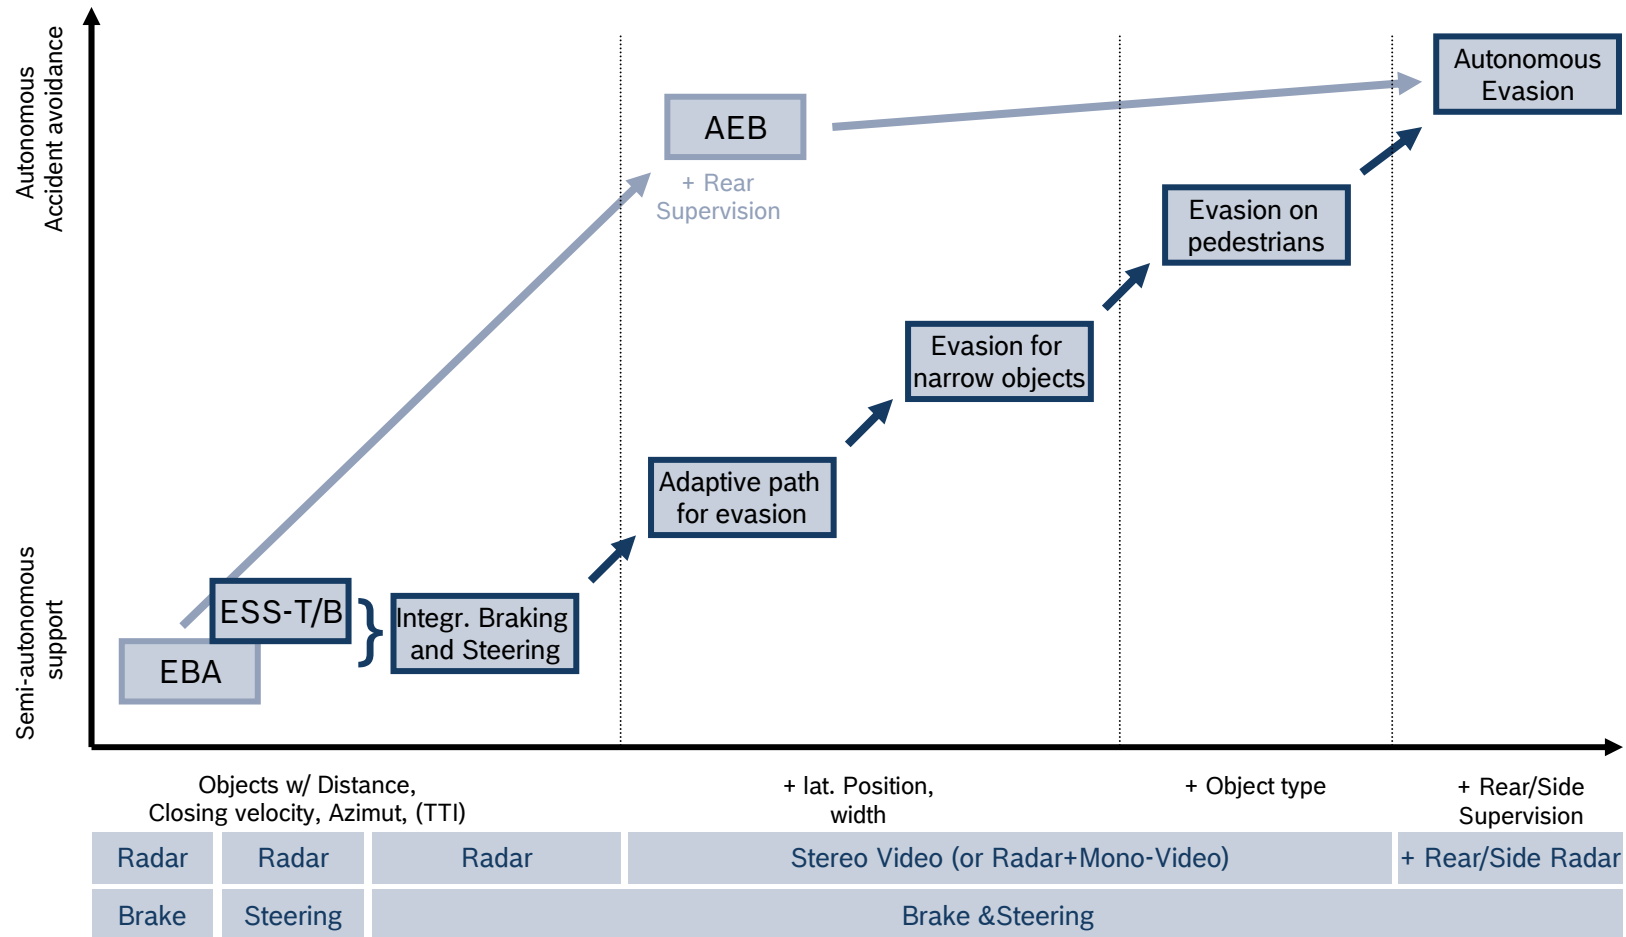 Autonomous
Accident avoidance
Semi-autonomous
support
Autonomous
Evasion
AEB
+ Rear
Supervision
Evasion on
pedestrians
Evasion for
narrow objects
Adaptive path
for evasion
ESS-T/B
}
Integr. Braking
and Steering
EBA
Objects w/ Distance,
Closing velocity, Azimut, (TTI)
+ lat. Position,
width
+ Object type
+ Rear/Side
Supervision
Radar
Radar
Radar
Stereo Video (or Radar+Mono-Video)
+ Rear/Side Radar
Brake
Steering
Brake &Steering